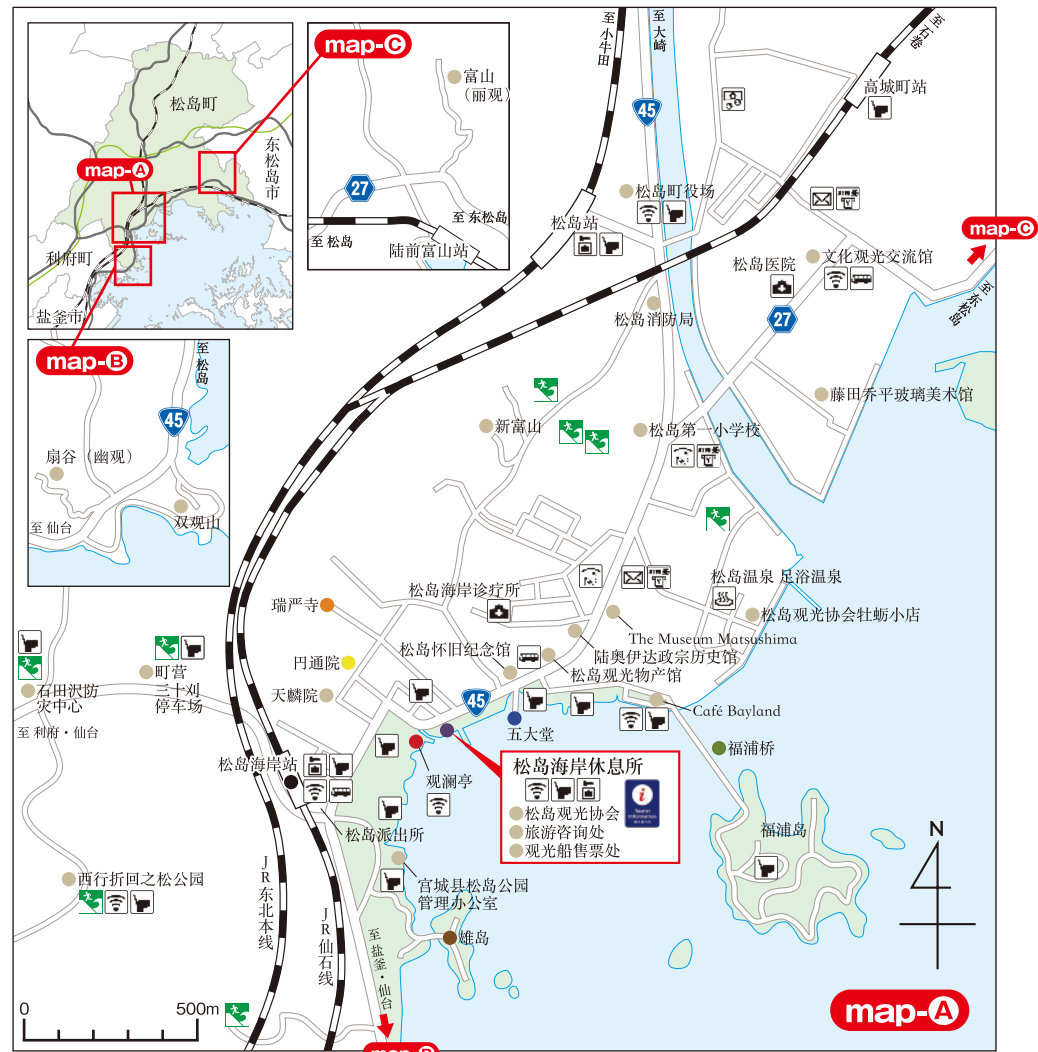 松岛町
东松岛市
map-A
利府町
盐釜市
map-B
map-C
富山
（丽观）
27
至东松岛
至松岛
陆前富山站
至松岛
45
扇谷（幽观）
至仙台
双观山
至小牛田
至大崎
至石卷
高城町站
45
松岛町役场
松岛站
map-C
至东松岛
松岛医院
文化观光交流馆
松岛消防局
27
藤田乔平玻璃美术馆
新富山
松岛第一小学校
松岛温泉 足浴温泉
松岛海岸诊疗所
瑞严寺
松岛观光协会牡蛎小店
The Museum Matsushima
陆奥伊达政宗历史馆
松岛怀旧纪念馆
円通院
松岛观光物产馆
天麟院
町营
三十刈
停车场
石田沢防
灾中心
至利府・仙台
45
Café Bayland
五大堂
福浦桥
松岛海岸站
观澜亭
松岛海岸休息所
松岛观光协会
旅游咨询处
观光船售票处
i
Tourist
Information
松岛派出所
福浦岛
宫城县松岛公园
管理办公室
西行折回之松公园
JR东北本线
JR仙石线
至盐釜・仙台
雄岛
N
0
500m
map-A
map-B